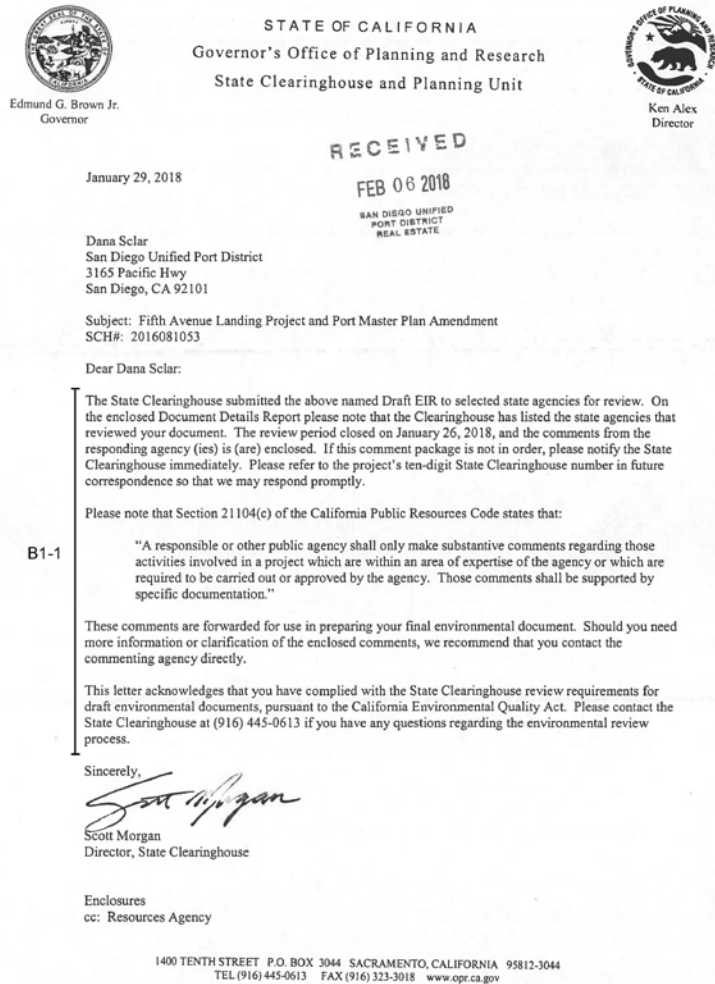 STATE OF CALIFORNIA
Governor's Office of Planning and Research
State Clearinghouse and Planning Unit
Edmund G. Brown Jr.
Governor
GOVERNOR'S OFFICE OF PLANNING AND RESEARCH
STATE OF CALIFORNIA
Ken Alex
Director
RECEIVED
FEB 06 2018
SAN DIEGO UNIFIED
PORT DISTRICT
REAL ESTATE
January 29, 2018
Dana Sclar
San Diego Unified Port District
3165 Pacific Hwy
San Diego, CA 92101
Subject: Fifth Avenue Landing Project and Port Master Plan Amendment
SCH#: 2016081053
Dear Dana Sclar:
The State Clearinghouse submitted the above named Draft EIR to selected state agencies for review. On
the enclosed Document Details Report please note that the Clearinghouse has listed the state agencies that
reviewed your document. The review period closed on January 26, 2018, and the comments from the
responding agency (ies) is (are) enclosed. If this comment package is not in order, please notify the State
Clearinghouse immediately. Please refer to the project's ten-digit State Clearinghouse number in future
correspondence so that we may respond promptly.
Please note that Section 21104(c) of the California Public Resources Code states that:
B1-1
"A responsible or other public agency shall only make substantive comments regarding those
activities involved in a project which are within an area of expertise of the agency or which are
required to be carried out or approved by the agency. Those comments shall be supported by
specific documentation."
These comments are forwarded for use in preparing your final environmental document. Should you need
more information or clarification of the enclosed comments, we recommend that you contact the
commenting agency directly.
This letter acknowledges that you have complied with the State Clearinghouse review requirements for
draft environmental documents, pursuant to the California Environmental Quality Act. Please contact the
State Clearinghouse at (916) 445-0613 if you have any questions regarding the environmental review
process.
Sincerely,
Scott Morgan
Scott Morgan
Director, State Clearinghouse
Enclosures
cc: Resources Agency
1400 TENTH STREET P.O. BOX 3044 SACRAMENTO, CALIFORNIA 95812-3044
TEL (916) 445-0613 FAX (916) 323-3018 www.opr.ca.gov